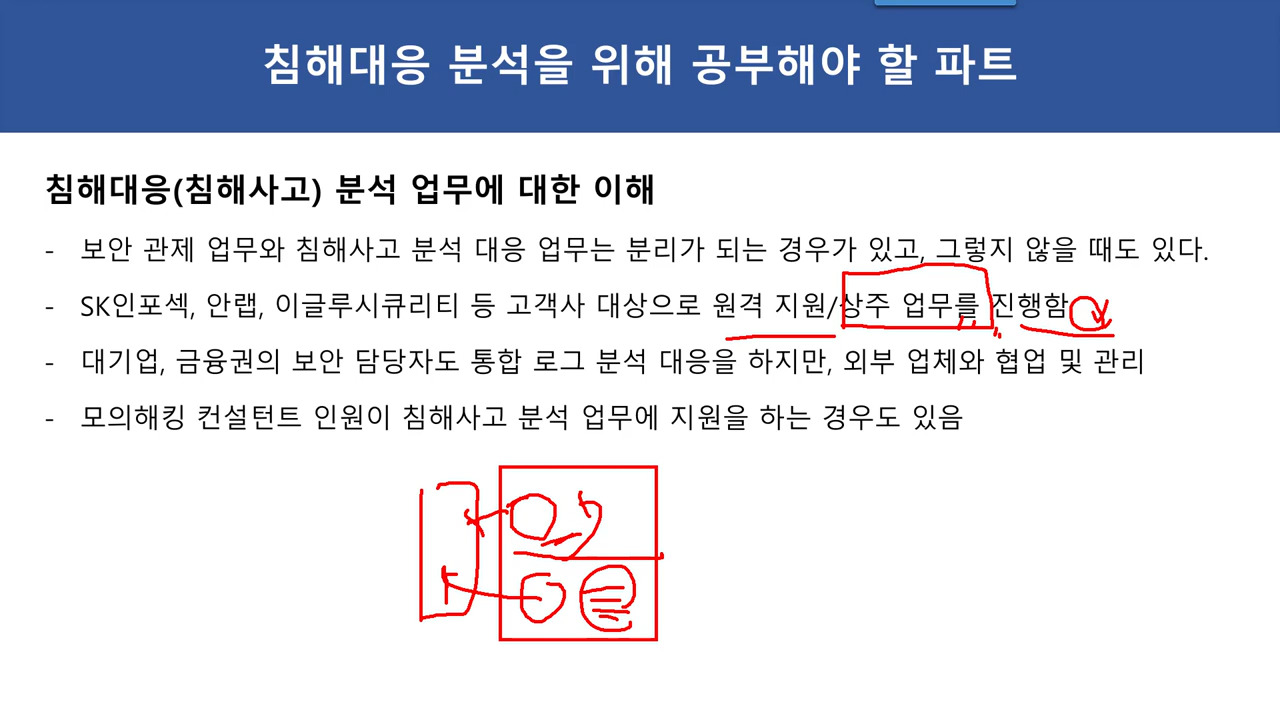 침해대응 분석을 위해 공부해야 할 파트
침해대응(침해사고) 분석 업무에 대한 이해
- 보안 관제 업무와 침해사고 분석 대응 업무는 분리가 되는 경우가 있고, 그렇지 않을 때도 있다.
- SK인포섹, 안랩, 이글루시큐리티 등 고객사 대상으로 원격 지원/상주 업무를 진행함
- 대기업, 금융권의 보안 담당자도 통합 로그 분석 대응을 하지만, 외부 업체와 협업 및 관리
- 모의해킹 컨설턴트 인원이 침해사고 분석 업무에 지원을 하는 경우도 있음